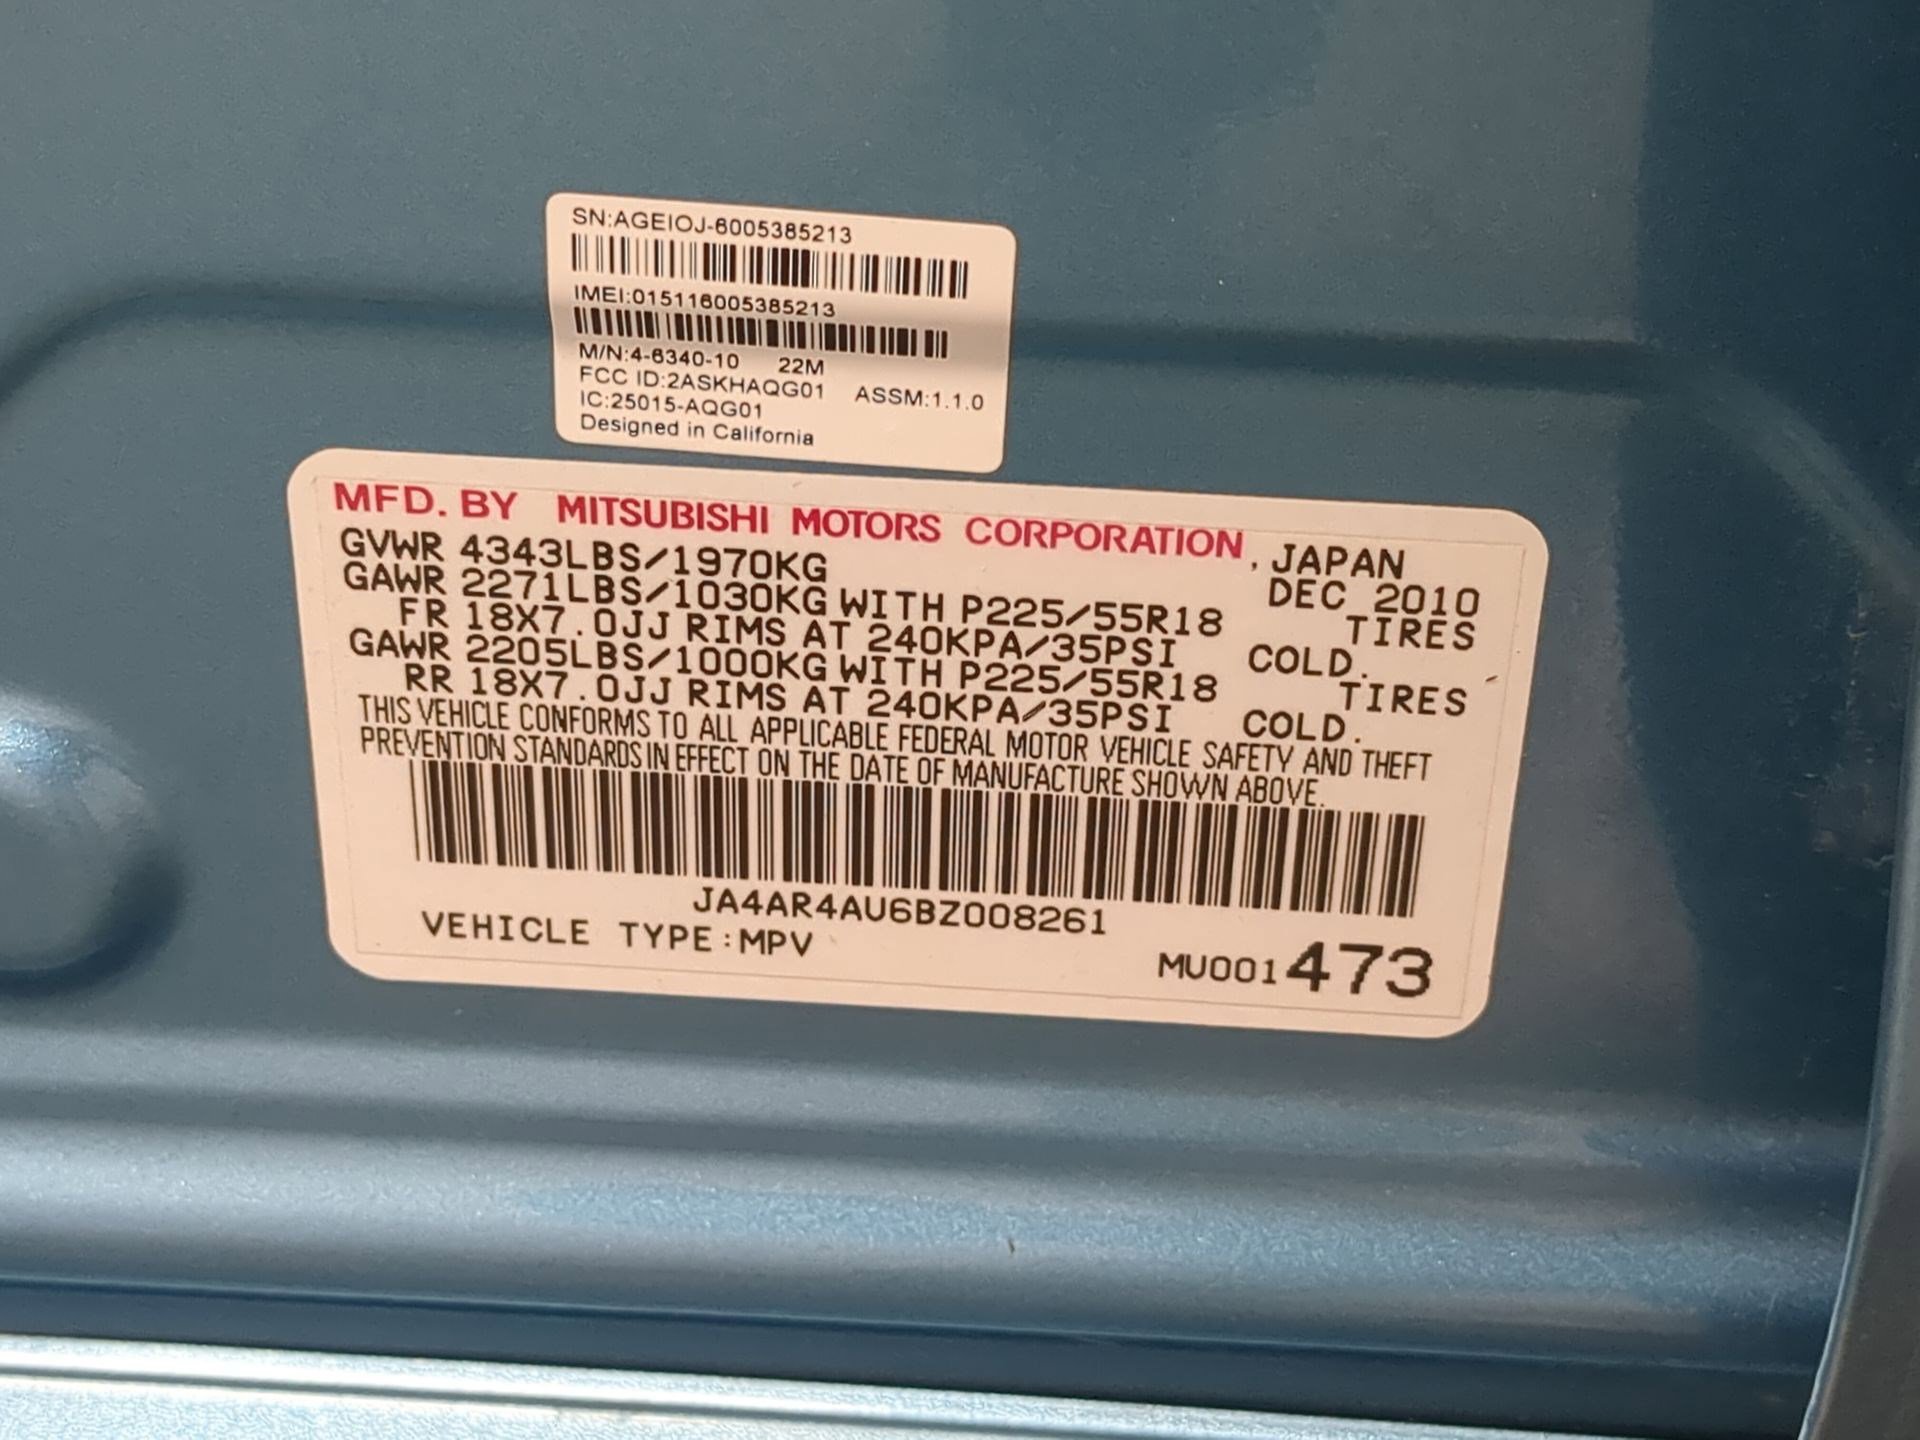 SN:AGEIOJ-6005385213
IMEI:015116005385213
M/N:4-6340-10 22M
FCC ID:2ASKHAQG01 ASSM:1.1.0
IC:25015-AQG01
Designed in California
MFD. BY MITSUBISHI MOTORS CORPORATION, JAPAN
GVWR 4343LBS/1970KG DEC 2010
GAWR 2271LBS/1030KG WITH P225/55R18 TIRES
FR 18X7.0JJ RIMS AT 240KPA/35PSI COLD.
GAWR 2205LBS/1000KG WITH P225/55R18 TIRES
RR 18X7.0JJ RIMS AT 240KPA/35PSI COLD.
THIS VEHICLE CONFORMS TO ALL APPLICABLE FEDERAL MOTOR VEHICLE SAFETY AND THEFT
PREVENTION STANDARDS IN EFFECT ON THE DATE OF MANUFACTURE SHOWN ABOVE.
JA4AR4AU6BZ008261
VEHICLE TYPE:MPV MU001473